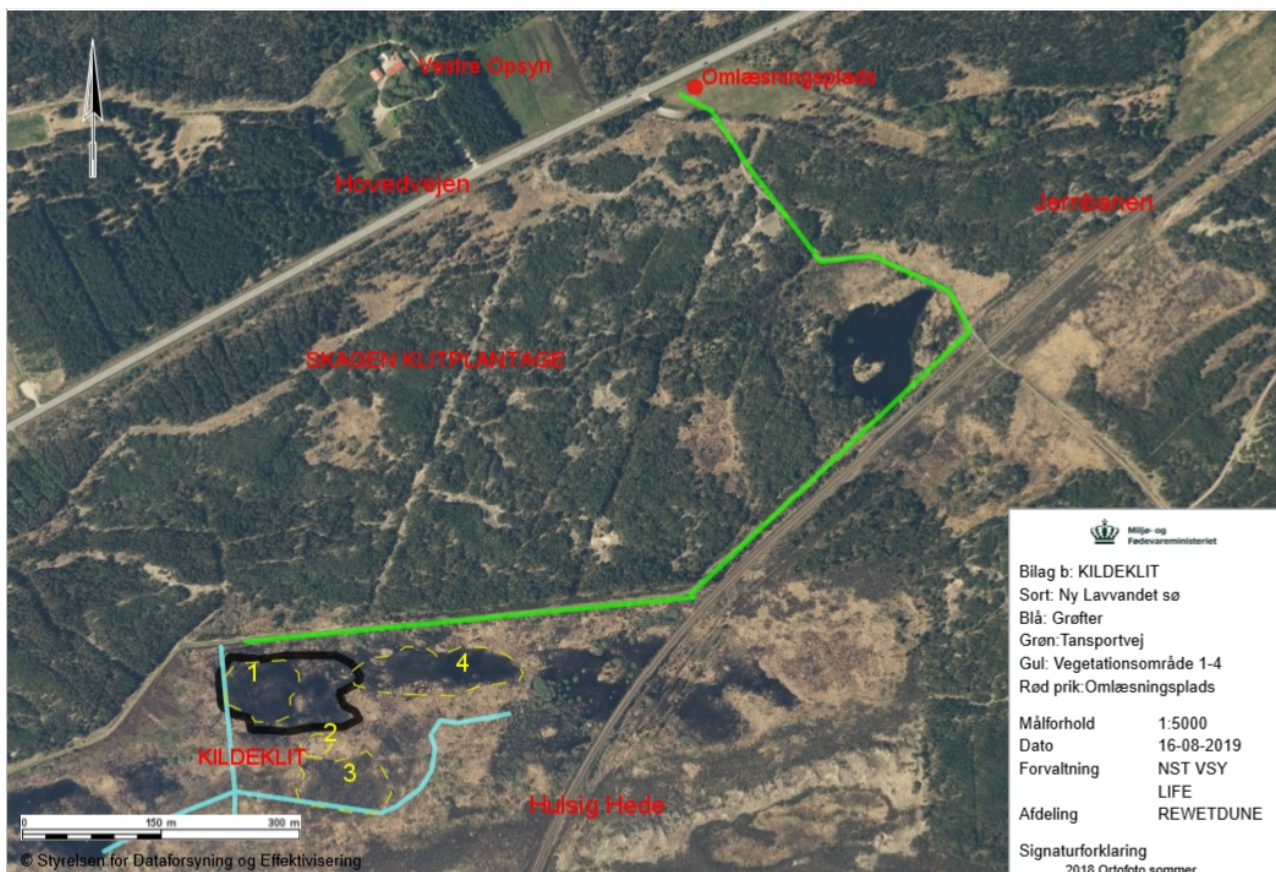 Vestre Opsyn
Omlæsningsplads
Hovedvejen
Jernbanen
SKAGEN KLITPLANTAGE
1
4
2
KILDEKLIT
3
Hulsig Hede
150 m 300 m
© Styrelsen for Dataforsyning og Effektivisering
Miljø- og
Fødevareministeriet
Bilag b: KILDEKLIT
Sort: Ny Lavvandet sø
Blå: Grøfter
Grøn:Tansportvej
Gul: Vegetationsområde 1-4
Rød prik:Omlæsningsplads
Målforhold 1:5000
Dato 16-08-2019
Forvaltning NST VSY
LIFE
Afdeling REWETDUNE
Signaturforklaring
2018 Ortofoto sommer